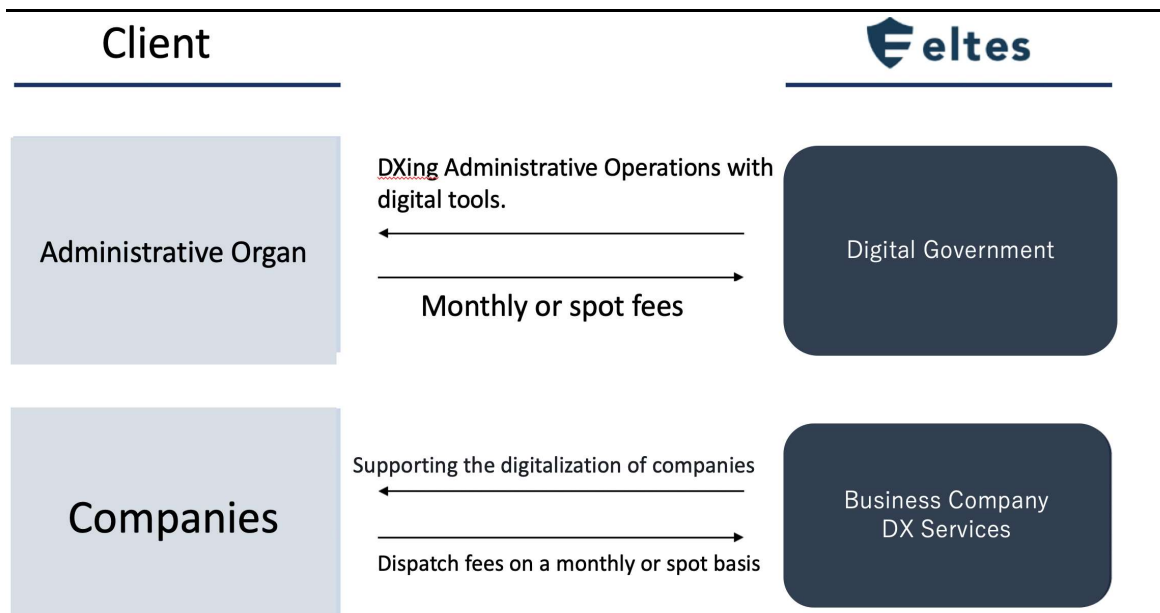 Client
eltes
DXing Administrative Operations with
digital tools.
Administrative Organ
Digital Government
Monthly or spot fees
Supporting the digitalization of companies
Companies
Business Company
DX Services
Dispatch fees on a monthly or spot basis